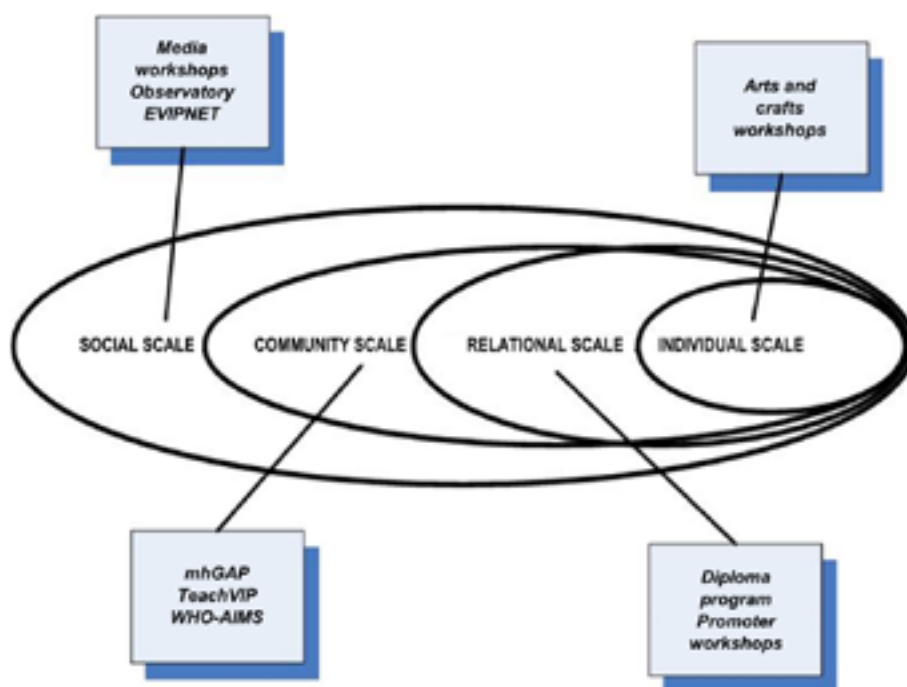 Media
workshops
Observatory
EVIPNET
Arts and
crafts
workshops
SOCIAL SCALE
COMMUNITY SCALE
RELATIONAL SCALE
INDIVIDUAL SCALE
mhGAP
TeachVIP
WHO-AIMS
Diploma
program
Promoter
workshops